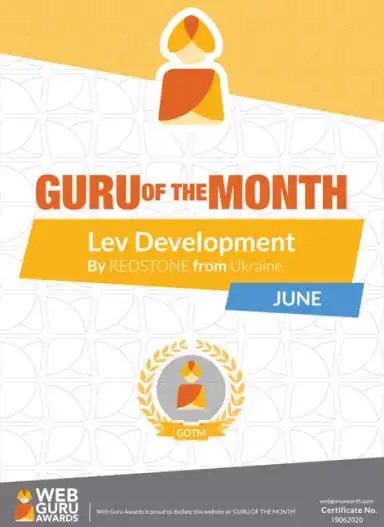 GURU OF THE MONTH
Lev Development
By REDSTONE from Ukraine
JUNE
GOTM
WEB
GURU
AWARDS
Web Guru Awards is proud to declare this website as 'GURU OF THE MONTH'
webguruawards.com
Certificate No.
19062020